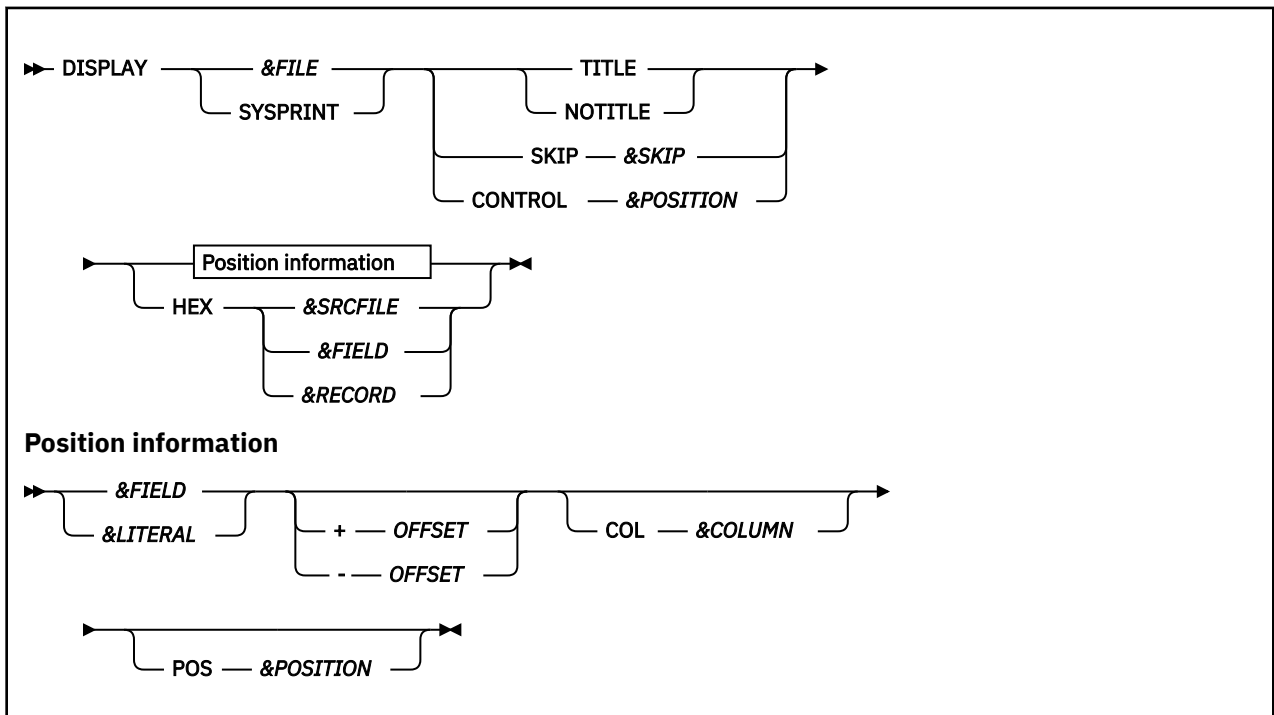 DISPLAY &FILE TITLE
SYSPRINT NOTITLE
SKIP &SKIP
CONTROL &POSITION
Position information
HEX &SRCFILE
&FIELD
&RECORD
Position information
&FIELD
&LITERAL + OFFSET COL &COLUMN
- OFFSET
POS &POSITION